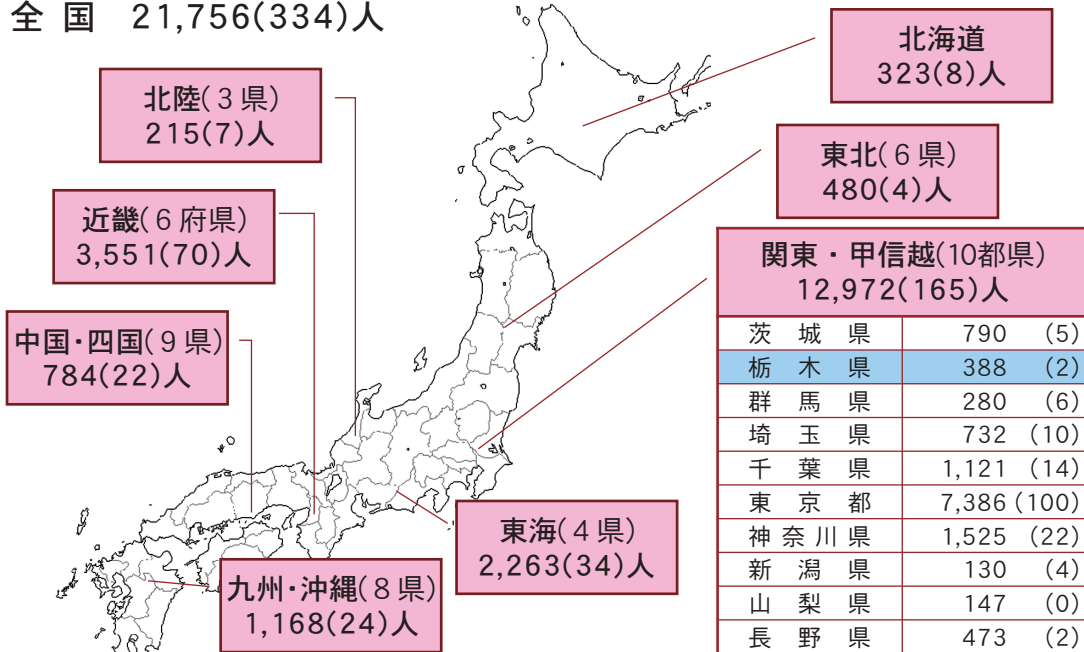 全国 21,756(334)人
北海道
323(8)人
北陸(3県)
215(7)人
東北(6県)
480(4)人
近畿(6府県)
3,551(70)人
関東・甲信越(10都県)
12,972(165)人
茨城県 790 (5)
栃木県 388 (2)
群馬県 280 (6)
埼玉県 732 (10)
千葉県 1,121 (14)
東京都 7,386 (100)
神奈川県 1,525 (22)
新潟県 130 (4)
山梨県 147 (0)
長野県 473 (2)
中国・四国(9県)
784(22)人
東海(4県)
2,263(34)人
九州・沖縄(8県)
1,168(24)人